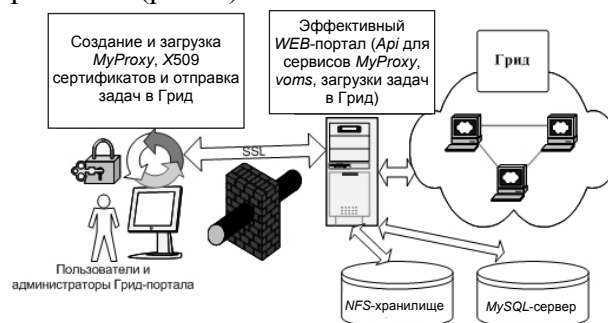 Создание и загрузка
MyProxy, X509
сертификатов и отправка
задач в Грид
Эффективный
WEB-портал (Api для
сервисов MyProxy,
voms, загрузки задач
в Грид)
Грид
SSL
Пользователи и
администраторы Грид-портала
NFS-хранилище
MySQL-сервер